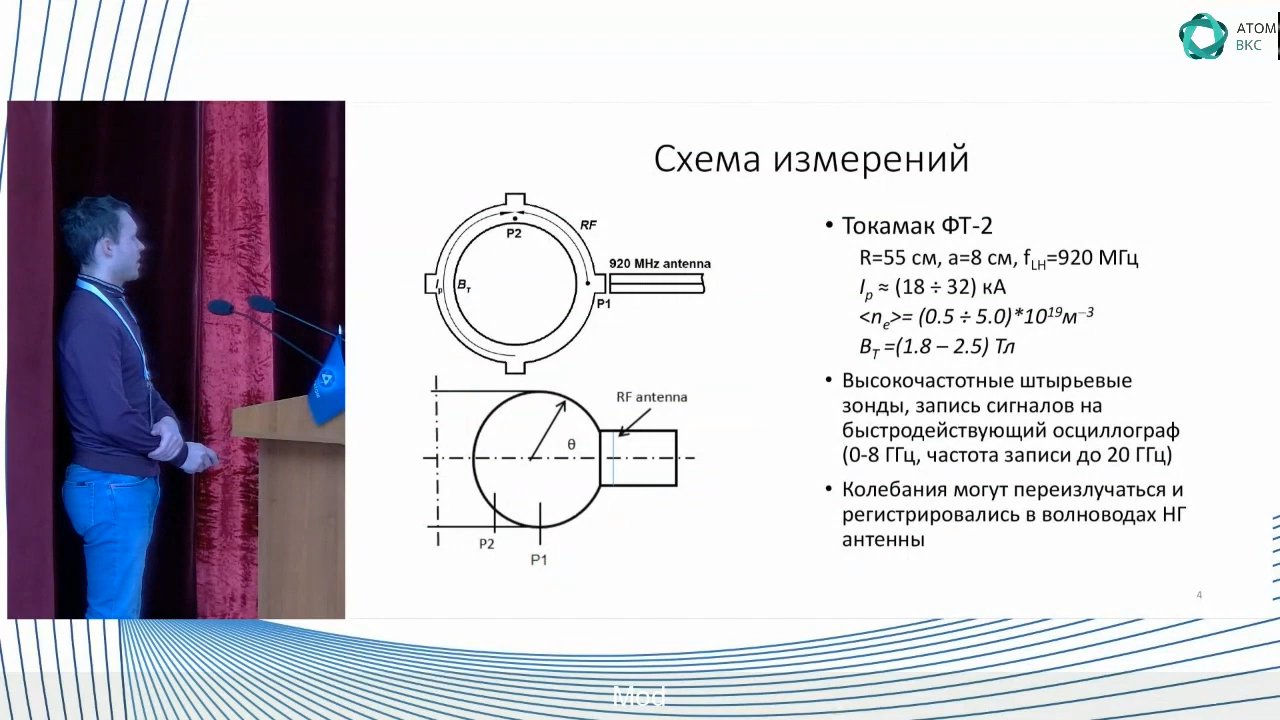 АТОМ
ВКС
Схема измерений
RF
P2
920 MHz antenna
Ip
BT
P1
RF antenna
θ
P2
P1
• Токамак ФТ-2
R=55 см, a=8 см, fLH=920 МГц
Ip ≈ (18 ÷ 32) кА
<ne>= (0.5 ÷ 5.0)*10¹⁹м⁻³
BT =(1.8 – 2.5) Тл
• Высокочастотные штырьевые
зонды, запись сигналов на
быстродействующий осциллограф
(0-8 ГГц, частота записи до 20 ГГц)
• Колебания могут переизлучаться и
регистрировались в волноводах НГ
антенны
4
Mod